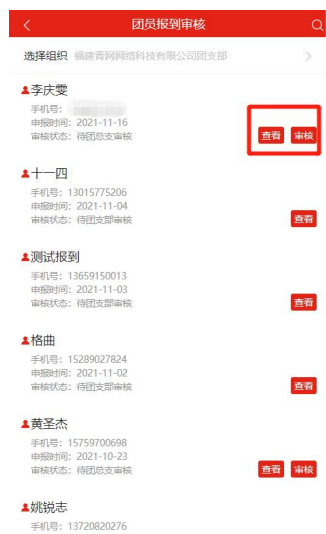 团员报到审核
选择组织 福建青网网络科技有限公司团支部
李庆雯
手机号：
申报时间：2021-11-16
审核状态：待团总支审核
查看 审核
十一四
手机号：13015775206
申报时间：2021-11-04
审核状态：待团支部审核
查看
测试报到
手机号：13659150013
申报时间：2021-11-03
审核状态：待团支部审核
查看
格曲
手机号：15289027824
申报时间：2021-11-02
审核状态：待团支部审核
查看
黄圣杰
手机号：15759700698
申报时间：2021-10-23
审核状态：待团总支审核
查看 审核
姚锐志
手机号：13720820276